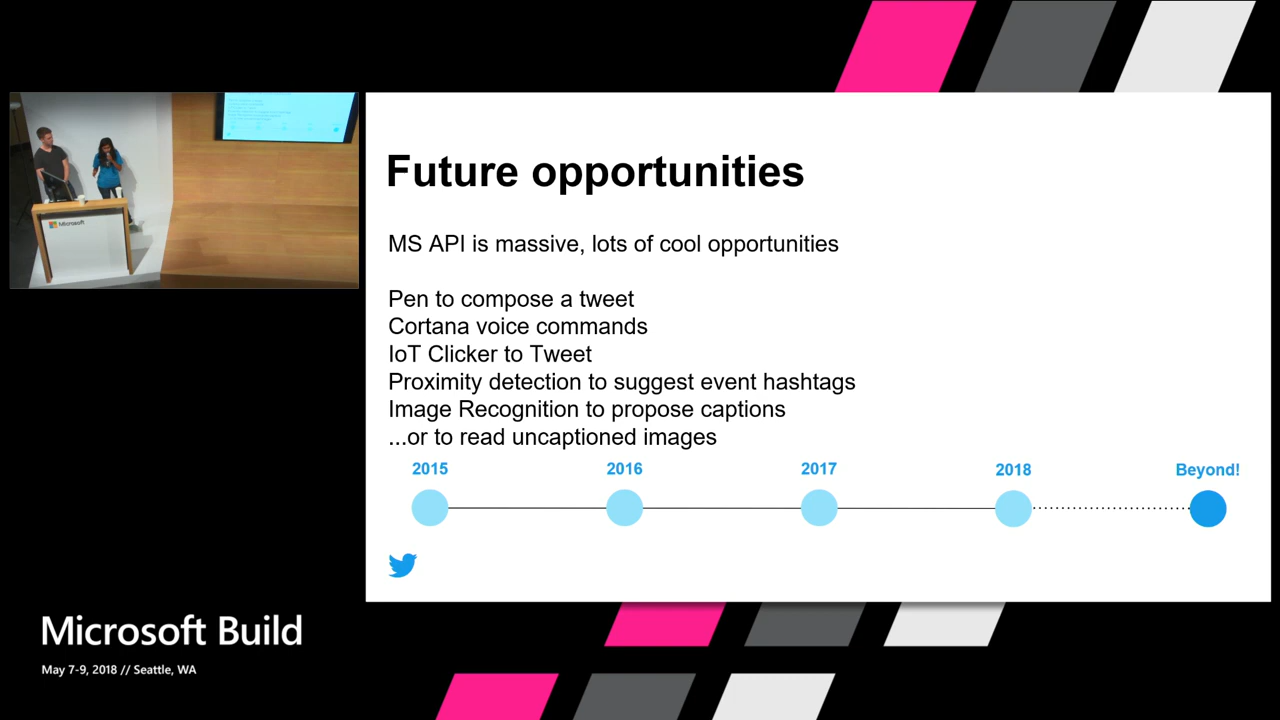 Microsoft
Future opportunities
MS API is massive, lots of cool opportunities
Pen to compose a tweet
Cortana voice commands
IoT Clicker to Tweet
Proximity detection to suggest event hashtags
Image Recognition to propose captions
...or to read uncaptioned images
2015 2016 2017 2018 Beyond!
Microsoft Build
May 7-9, 2018 // Seattle, WA